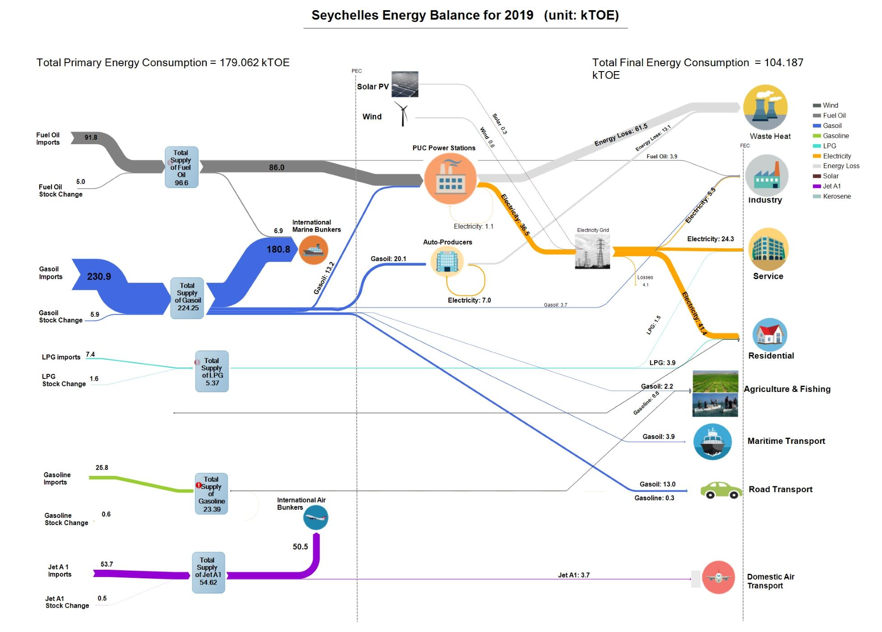 Seychelles Energy Balance for 2019 (unit: kTOE)
Total Primary Energy Consumption = 179.062 kTOE
Total Final Energy Consumption = 104.187
kTOE
PEC
Solar PV
Wind
Solar: 0.3
Wind: 0.0
PUC Power Stations
Energy Loss: 61.5
Energy Loss: 13.1
Waste Heat
FEC
Wind
Fuel Oil
Gasoil
Gasoline
LPG
Electricity
Energy Loss
Solar
Jet A1
Kerosene
Fuel Oil
Imports
91.8
Total
Supply
of Fuel
Oil
96.6
86.0
Fuel Oil: 3.9
Fuel Oil
Stock Change
5.0
6.9
Industry
Electricity: 5.9
Electricity: 36.5
Electricity: 1.1
International
Marine Bunkers
180.8
Auto-Producers
Electricity Grid
Electricity: 24.3
Service
Gasoil
Imports
230.9
Total
Supply
of Gasoil
224.25
Gasoil: 13.2
Gasoil: 20.1
Electricity: 7.0
Losses
4.1
Gasoil: 3.7
Gasoil
Stock Change
5.9
Electricity: 41.4
LPG: 1.5
Residential
LPG Imports
7.4
Total
Supply
of LPG
5.37
LPG: 3.9
LPG
Stock Change
1.6
Gasoil: 2.2
Agriculture & Fishing
Gasoline: 0.6
Gasoil: 3.9
Maritime Transport
Gasoline
Imports
25.8
Total
Supply
of
Gasoline
23.39
Gasoil: 13.0
Gasoline: 0.3
Road Transport
Gasoline
Stock Change
0.6
International Air
Bunkers
50.5
Jet A 1
Imports
53.7
Total
Supply
of Jet A1
54.62
Jet A1: 3.7
Domestic Air
Transport
Jet A1
Stock Change
0.5